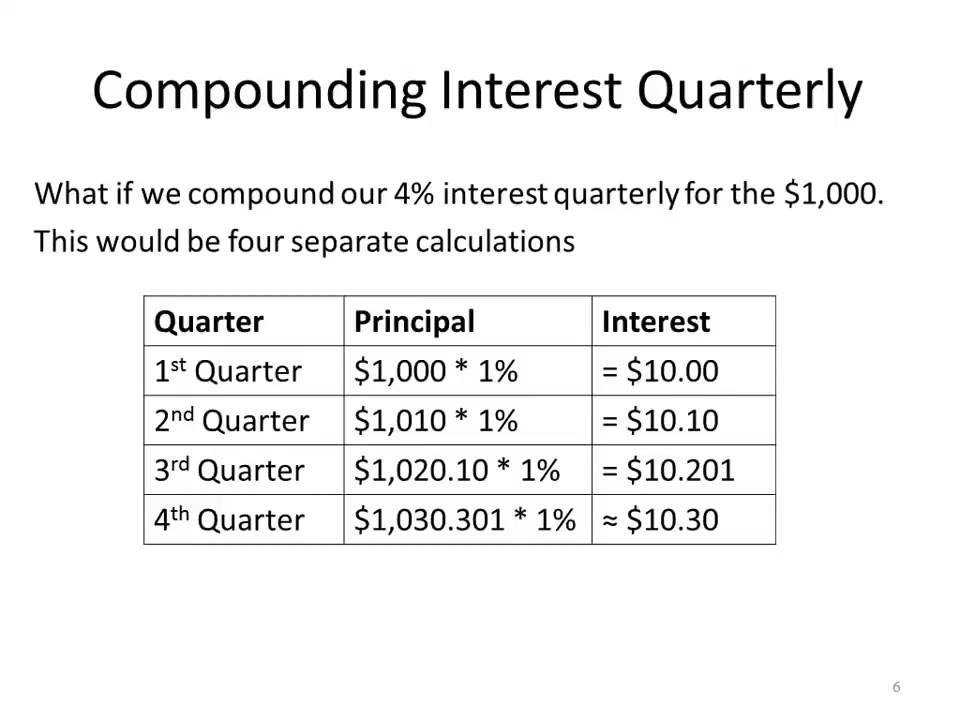 Compounding Interest Quarterly
What if we compound our 4% interest quarterly for the $1,000.
This would be four separate calculations
Quarter Principal Interest
1st Quarter $1,000 * 1% = $10.00
2nd Quarter $1,010 * 1% = $10.10
3rd Quarter $1,020.10 * 1% = $10.201
4th Quarter $1,030.301 * 1% ≈ $10.30
6